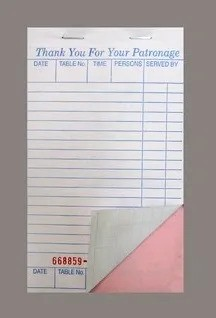 Thank You For Your Patronage
DATE TABLE No. TIME PERSONS SERVED BY
668859-
DATE TABLE No.